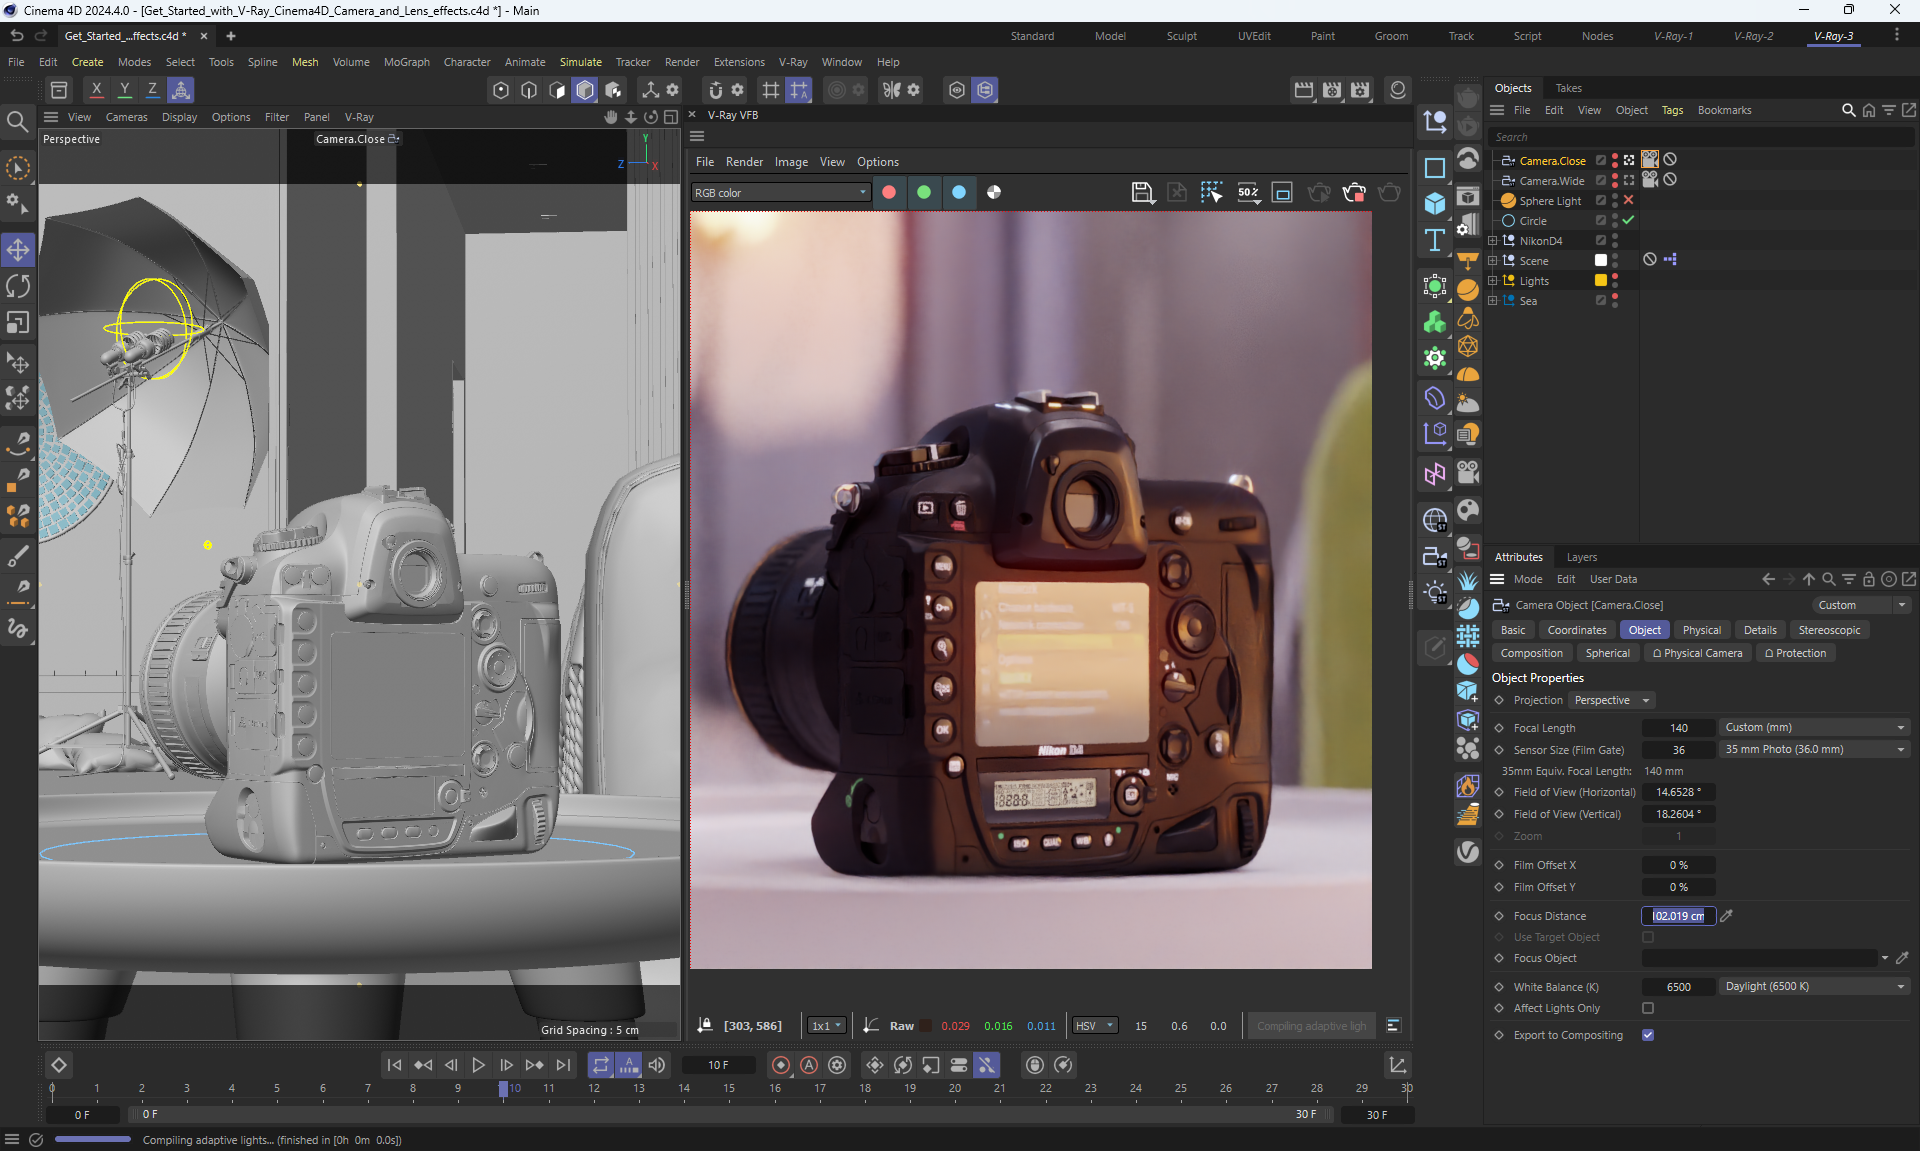 Cinema 4D 2024.4.0 - [Get_Started_with_V-Ray_Cinema4D_Camera_and_Lens_effects.c4d *] - Main
Get_Started_...ffects.c4d *
Standard Model Sculpt UVEdit Paint Groom Track Script Nodes V-Ray-1 V-Ray-2 V-Ray-3
File Edit Create Modes Select Tools Spline Mesh Volume MoGraph Character Animate Simulate Tracker Render Extensions V-Ray Window Help
X Y Z
View Cameras Display Options Filter Panel V-Ray
Perspective
Camera.Close
Y
Z
X
Grid Spacing : 5 cm
V-Ray VFB
File Render Image View Options
RGB color
50%
MENU
OK
Nikon D4
MIC
[303, 586]
1x1
Raw
0.029 0.016 0.011
HSV
15 0.6 0.0
Compiling adaptive ligh
Objects Takes
File Edit View Object Tags Bookmarks
Search
Camera.Close
Camera.Wide
Sphere Light
Circle
NikonD4
Scene
Lights
Sea
ST
ST
ST
Attributes Layers
Mode Edit User Data
Camera Object [Camera.Close]
Custom
Basic Coordinates Object Physical Details Stereoscopic
Composition Spherical Physical Camera Protection
Object Properties
Projection Perspective
Focal Length 140 Custom (mm)
Sensor Size (Film Gate) 36 35 mm Photo (36.0 mm)
35mm Equiv. Focal Length: 140 mm
Field of View (Horizontal) 14.6528 °
Field of View (Vertical) 18.2604 °
Zoom 1
Film Offset X 0 %
Film Offset Y 0 %
Focus Distance 102.019 cm
Use Target Object
Focus Object
White Balance (K) 6500 Daylight (6500 K)
Affect Lights Only
Export to Compositing
10 F
0 1 2 3 4 5 6 7 8 9 10 11 12 13 14 15 16 17 18 19 20 21 22 23 24 25 26 27 28 29 30
0 F 0 F 30 F 30 F
Compiling adaptive lights... (finished in [0h 0m 0.0s])